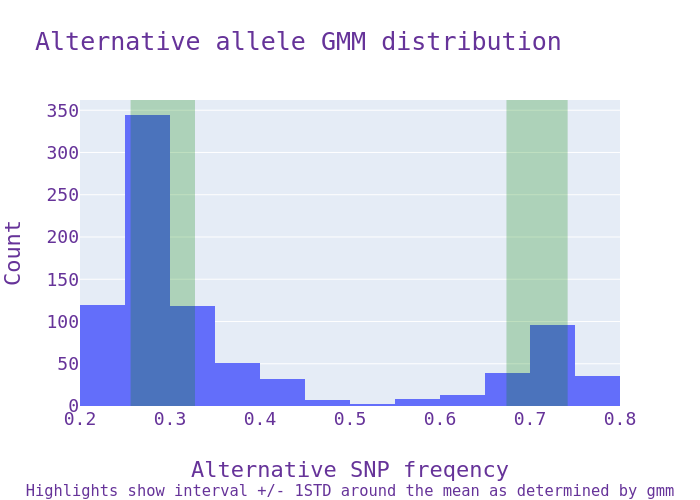 Alternative allele GMM distribution
350
300
250
200
150
100
50
0
Count
0.2 0.3 0.4 0.5 0.6 0.7 0.8
Alternative SNP freqency
Highlights show interval +/- 1STD around the mean as determined by gmm